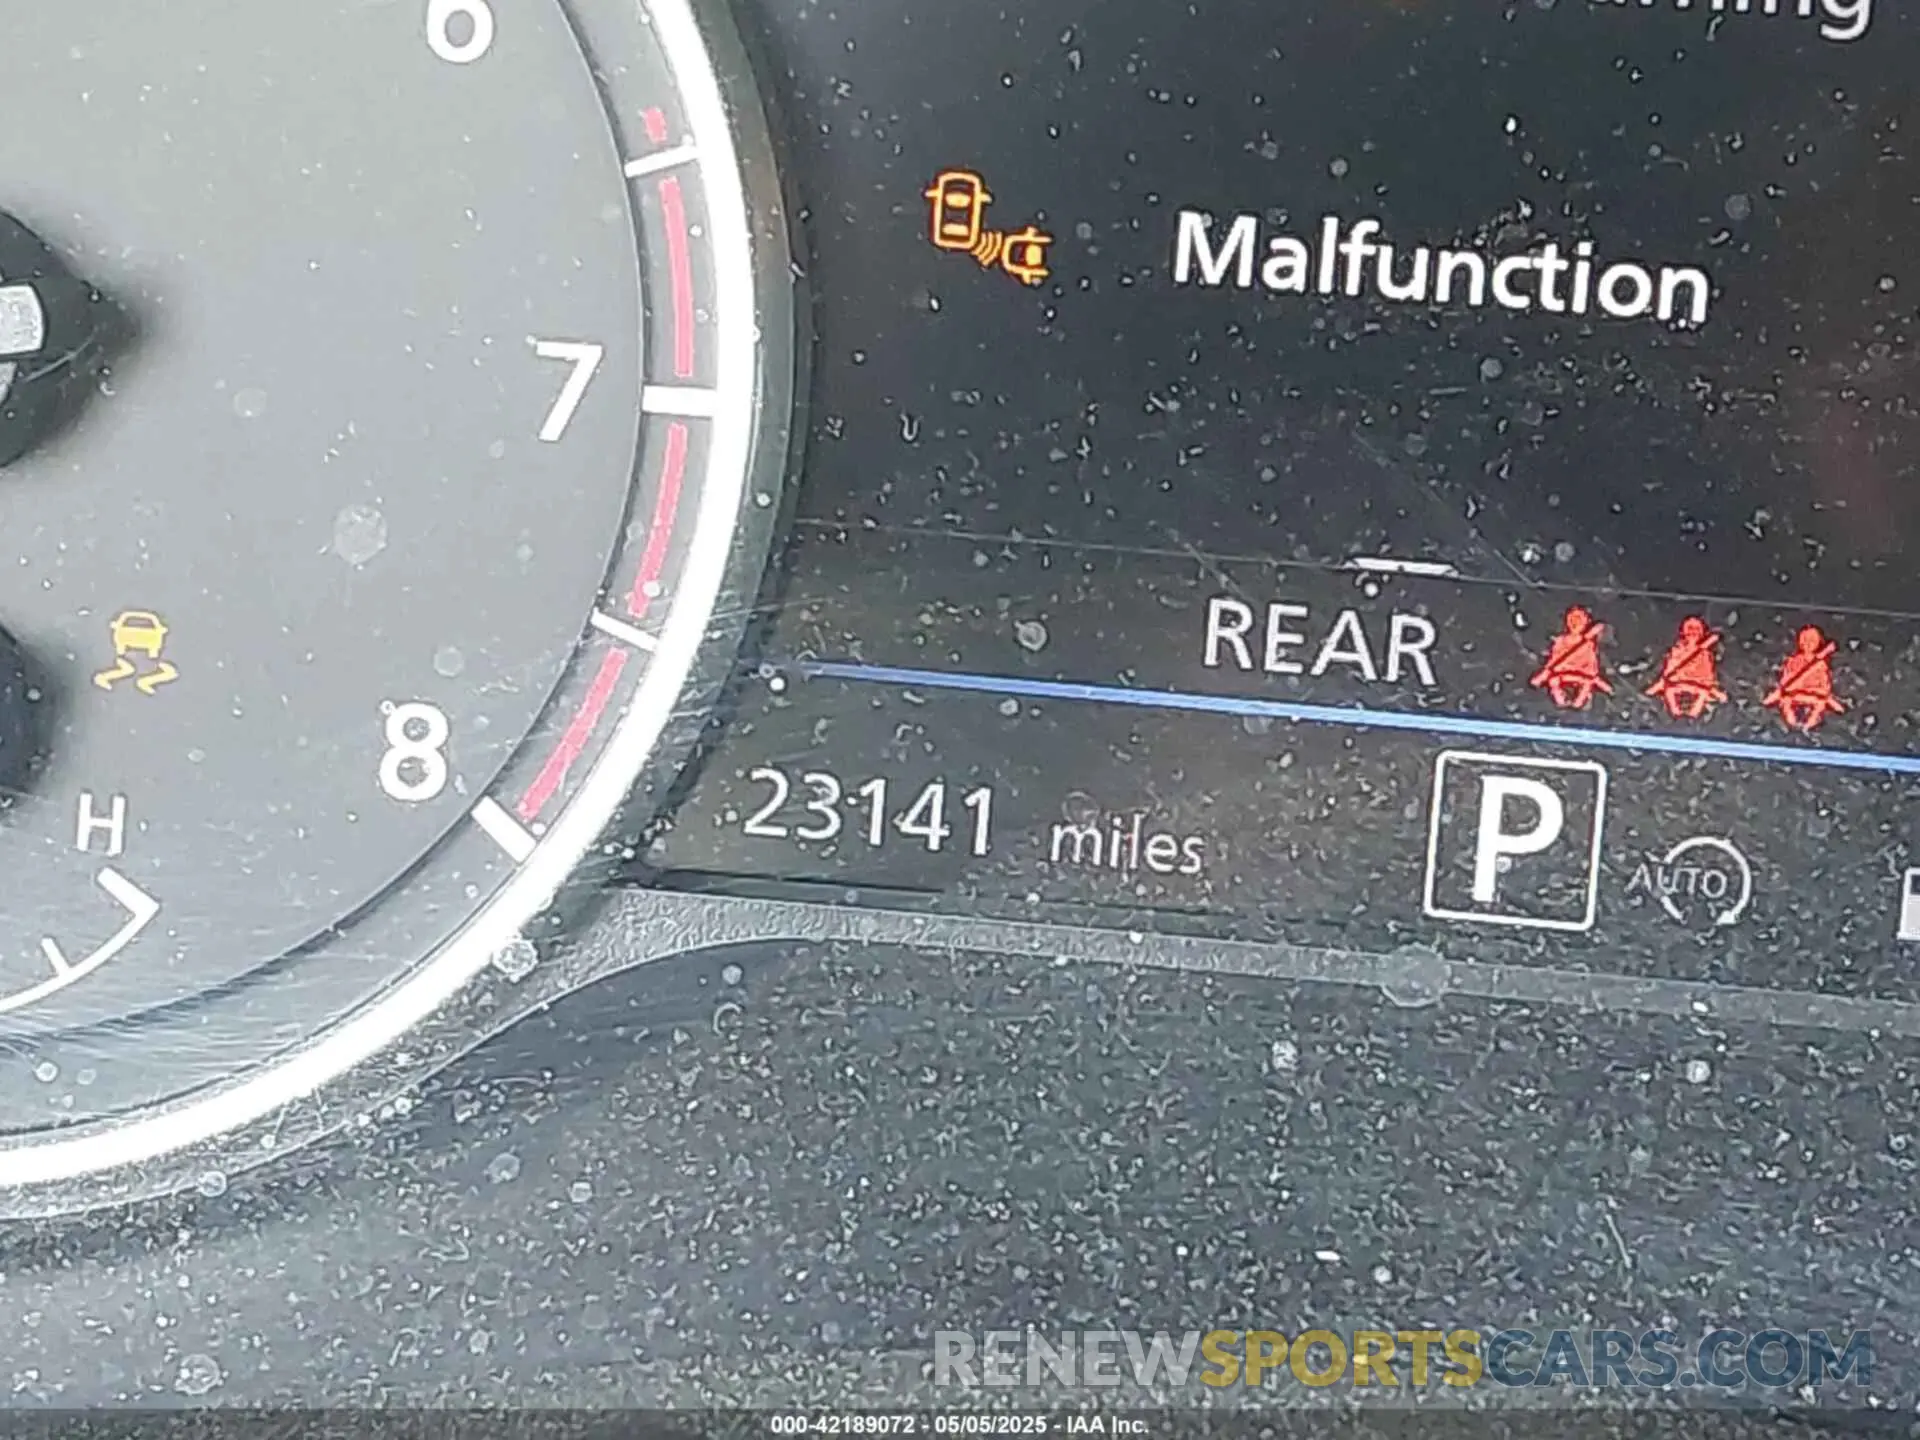 6
Malfunction
7
REAR
8
23141 miles
P
AUTO
H
RENEWSPORTSCARS.COM
000-42189072 - 05/05/2025 - IAA Inc.